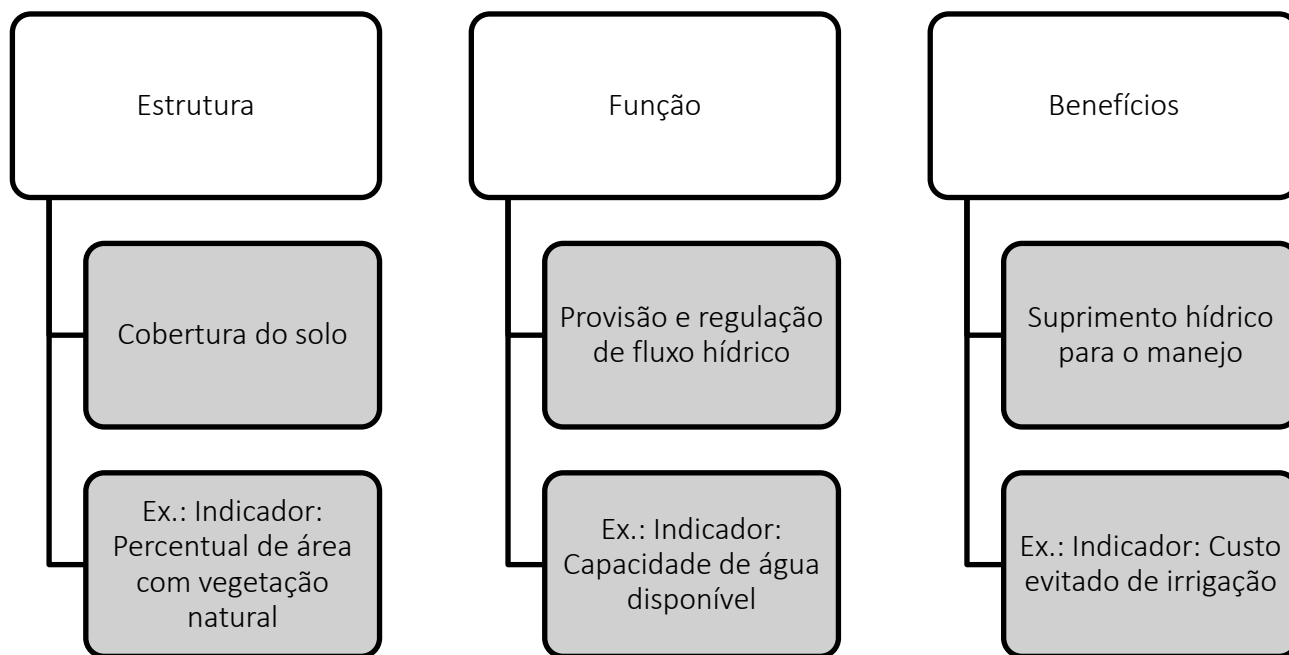 Estrutura
Cobertura do solo
Ex.: Indicador:
Percentual de área
com vegetação
natural
Função
Provisão e regulação
de fluxo hídrico
Ex.: Indicador:
Capacidade de água
disponível
Benefícios
Suprimento hídrico
para o manejo
Ex.: Indicador: Custo
evitado de irrigação